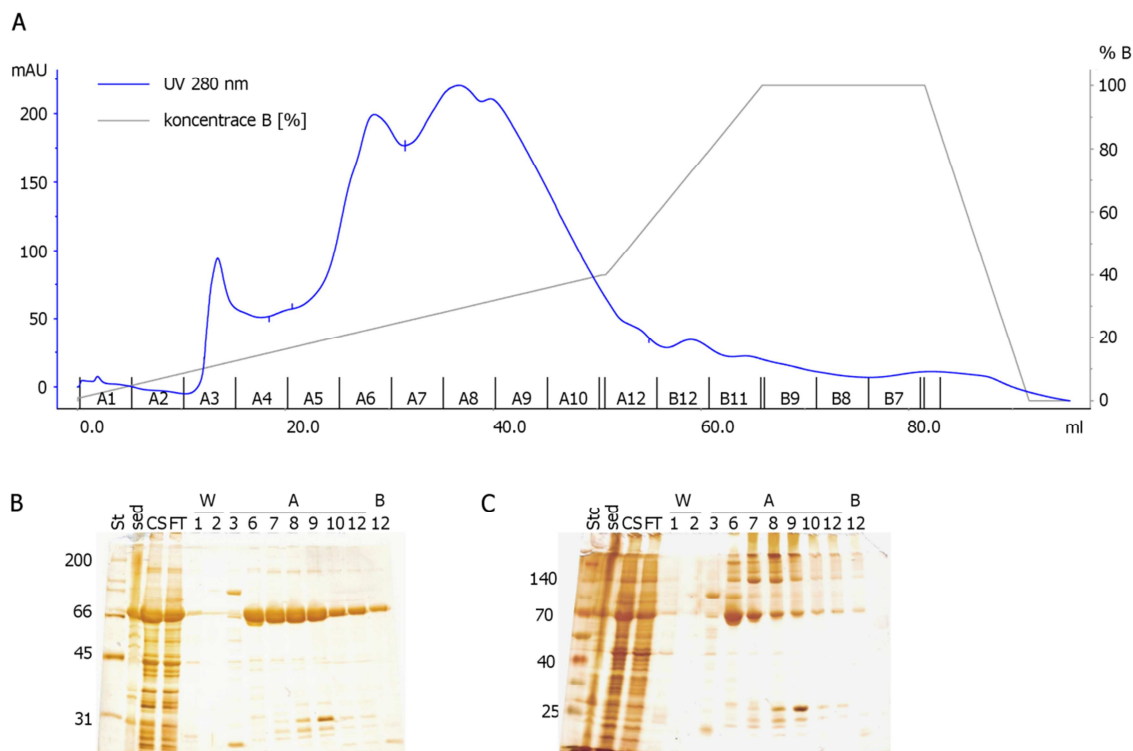 A
mAU
% B
UV 280 nm
koncentrace B [%]
200
150
100
50
0
100
80
60
40
20
0
A1 A2 A3 A4 A5 A6 A7 A8 A9 A10 A12 B12 B11 B9 B8 B7
0.0 20.0 40.0 60.0 80.0 ml
B
W A B
St sed CS FT 1 2 3 6 7 8 9 10 12 12
200
66
45
31
C
W A B
Stc sed CS FT 1 2 3 6 7 8 9 10 12 12
140
70
40
25